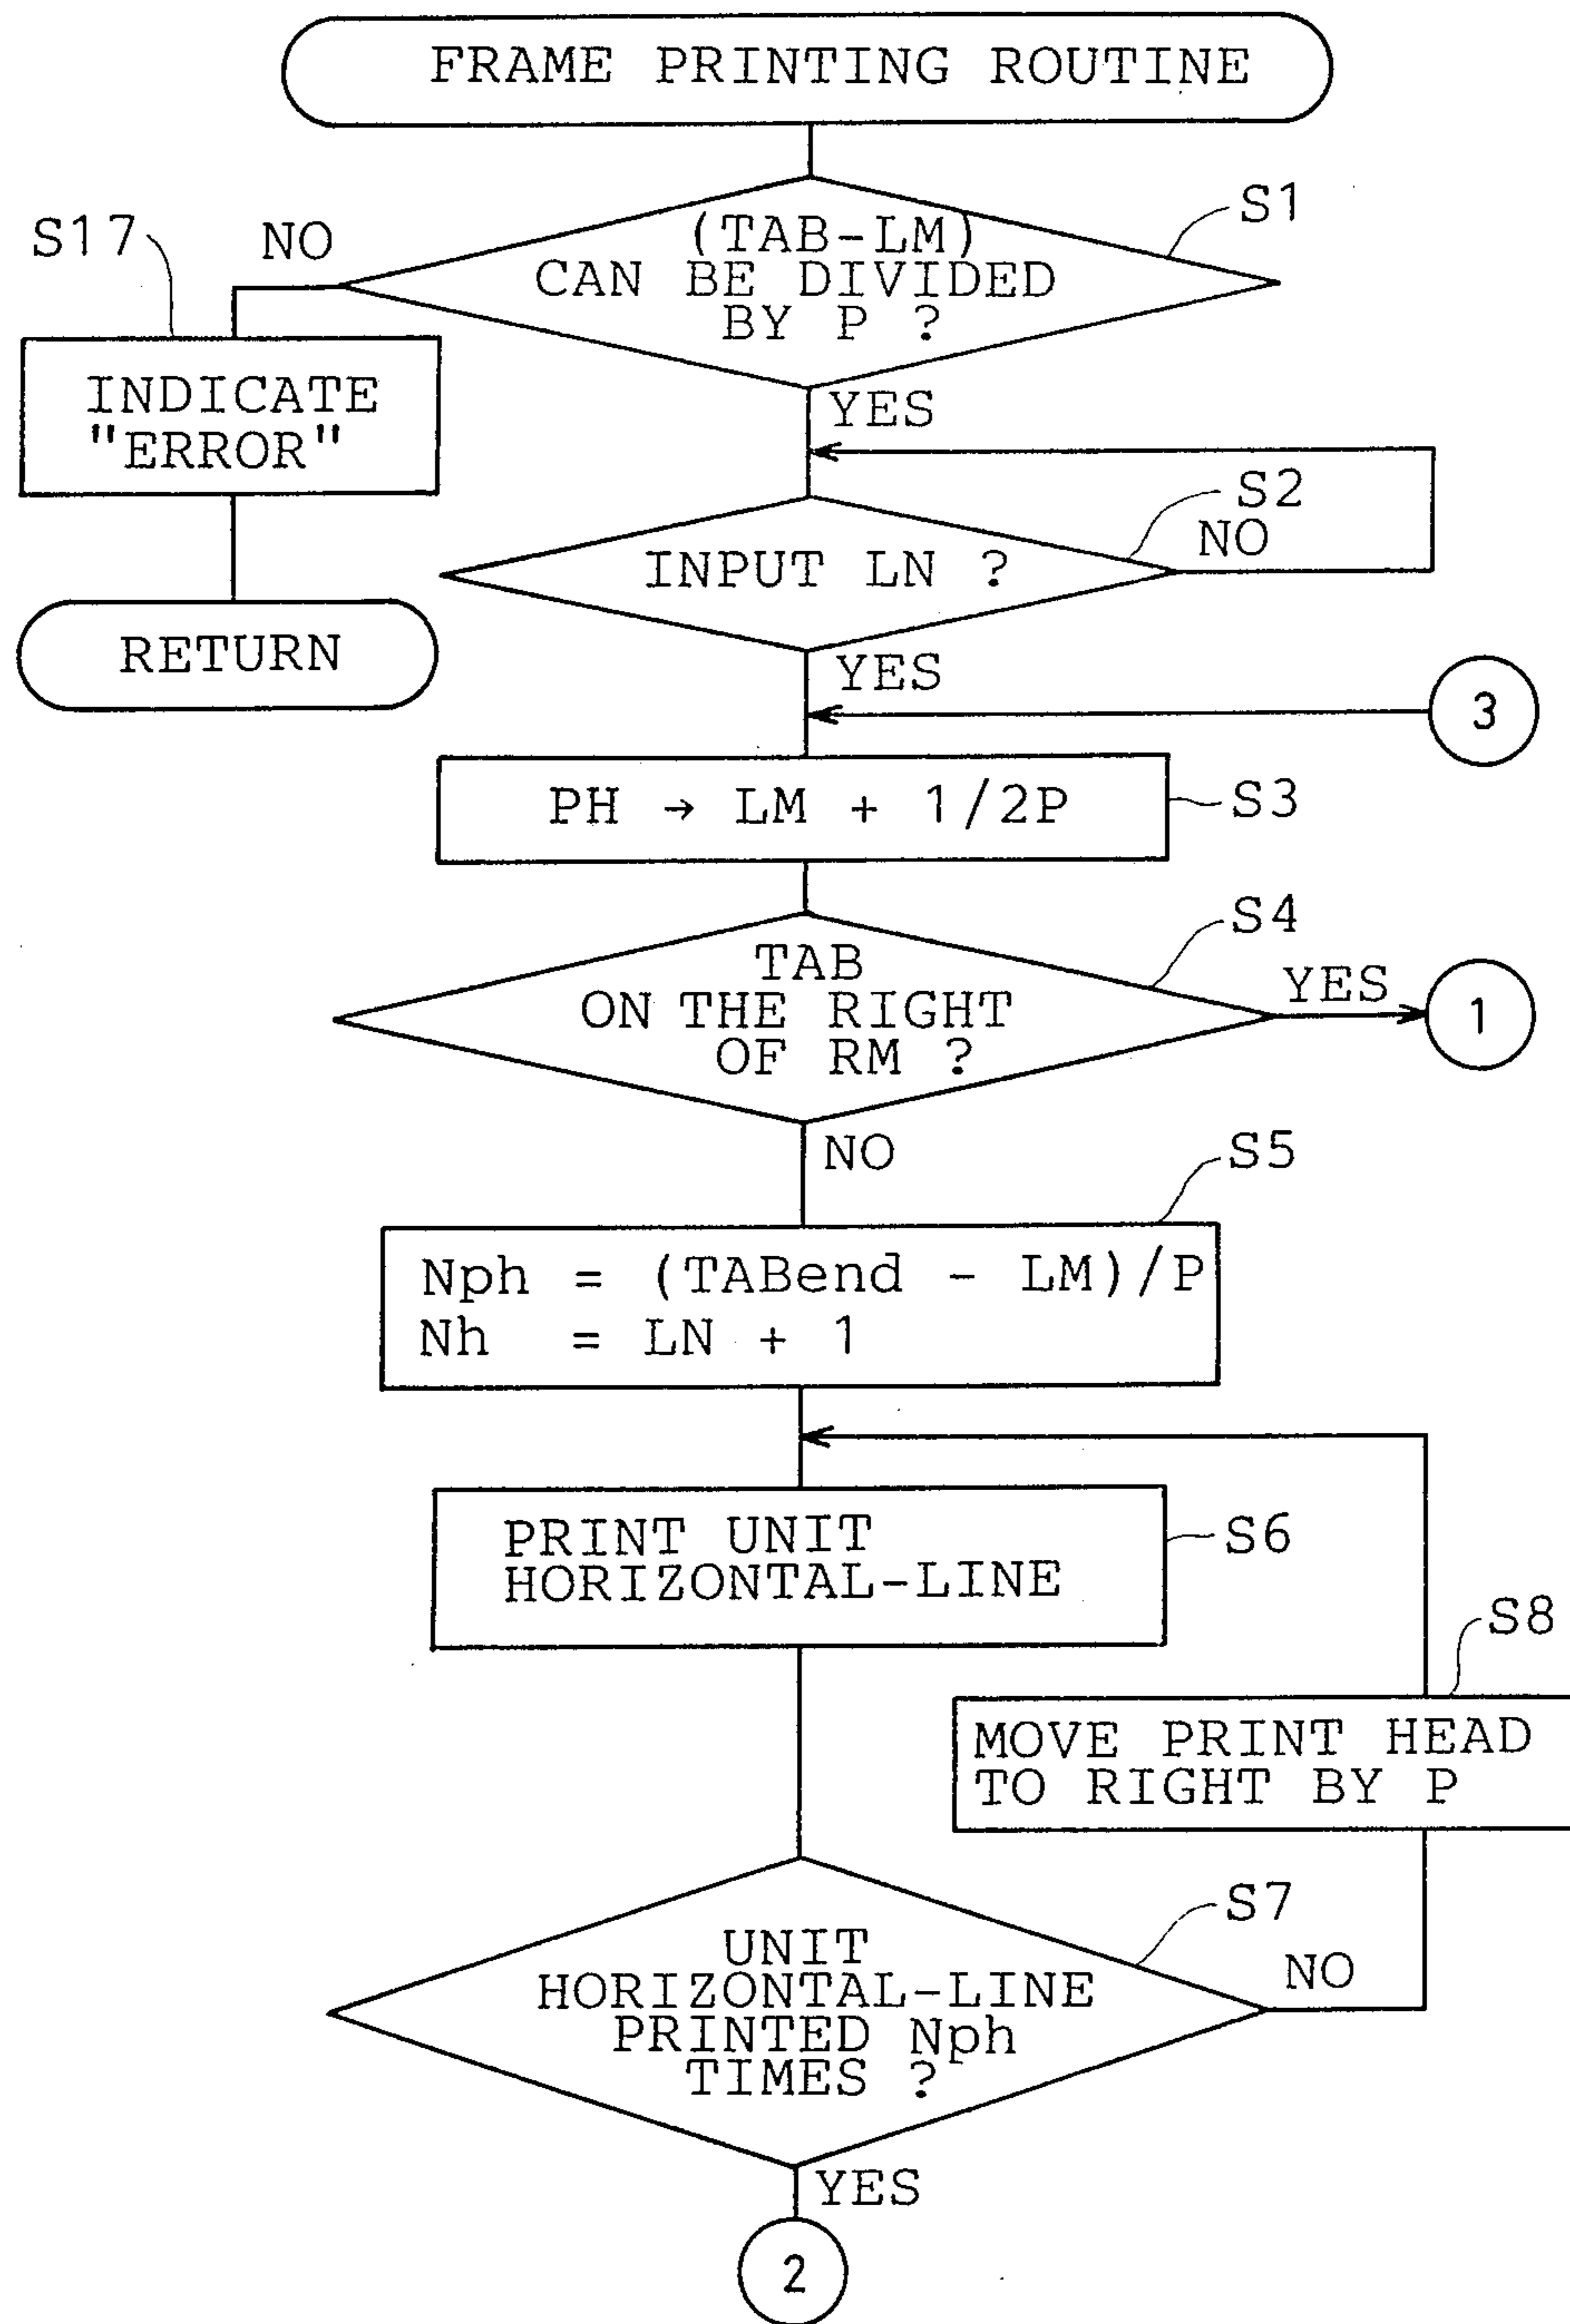 FRAME PRINTING ROUTINE
S1
(TAB-LM)
CAN BE DIVIDED
BY P ?
S17
NO
INDICATE
"ERROR"
YES
S2
NO
INPUT LN ?
RETURN
YES
3
PH → LM + 1/2P
S3
S4
TAB
ON THE RIGHT
OF RM ?
YES
1
NO
S5
Nph = (TABend - LM)/P
Nh = LN + 1
PRINT UNIT
HORIZONTAL-LINE
S6
S8
MOVE PRINT HEAD
TO RIGHT BY P
S7
UNIT
HORIZONTAL-LINE
PRINTED Nph
TIMES ?
NO
YES
2